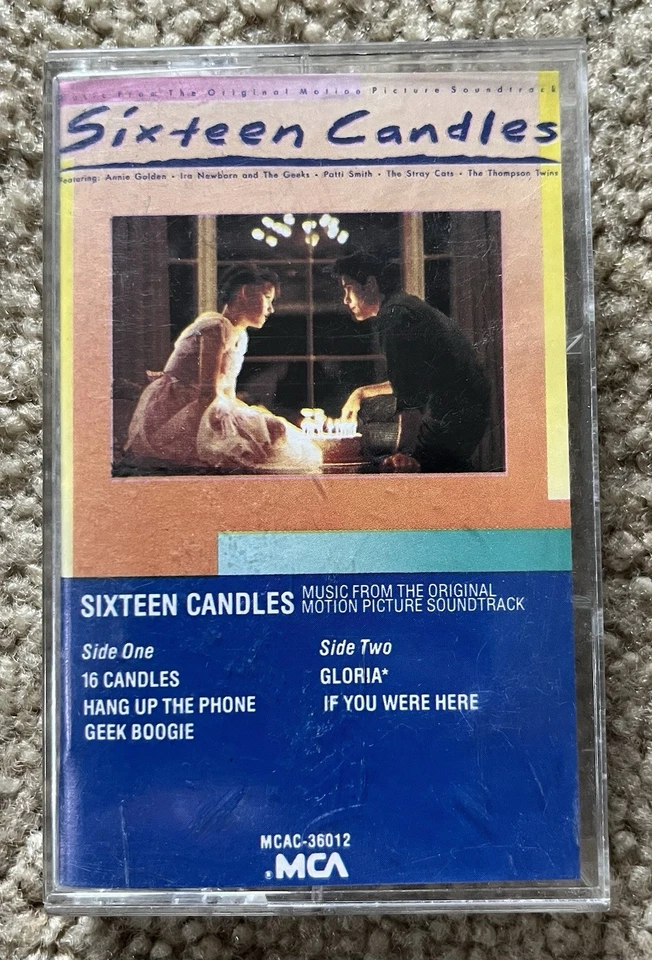 Music From The Original Motion Picture Soundtrack
Sixteen Candles
Featuring: Annie Golden • Ira Newborn and The Geeks • Patti Smith • The Stray Cats • The Thompson Twins
SIXTEEN CANDLES MUSIC FROM THE ORIGINAL
MOTION PICTURE SOUNDTRACK
Side One
16 CANDLES
HANG UP THE PHONE
GEEK BOOGIE
Side Two
GLORIA*
IF YOU WERE HERE
MCAC-36012
MCA